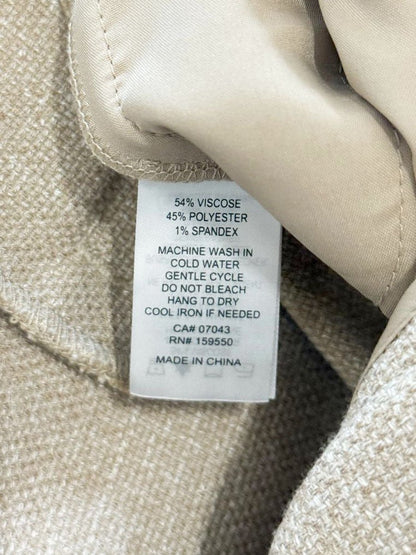 54% VISCOSE
45% POLYESTER
1% SPANDEX
MACHINE WASH IN
COLD WATER
GENTLE CYCLE
DO NOT BLEACH
HANG TO DRY
COOL IRON IF NEEDED
CA# 07043
RN# 159550
MADE IN CHINA